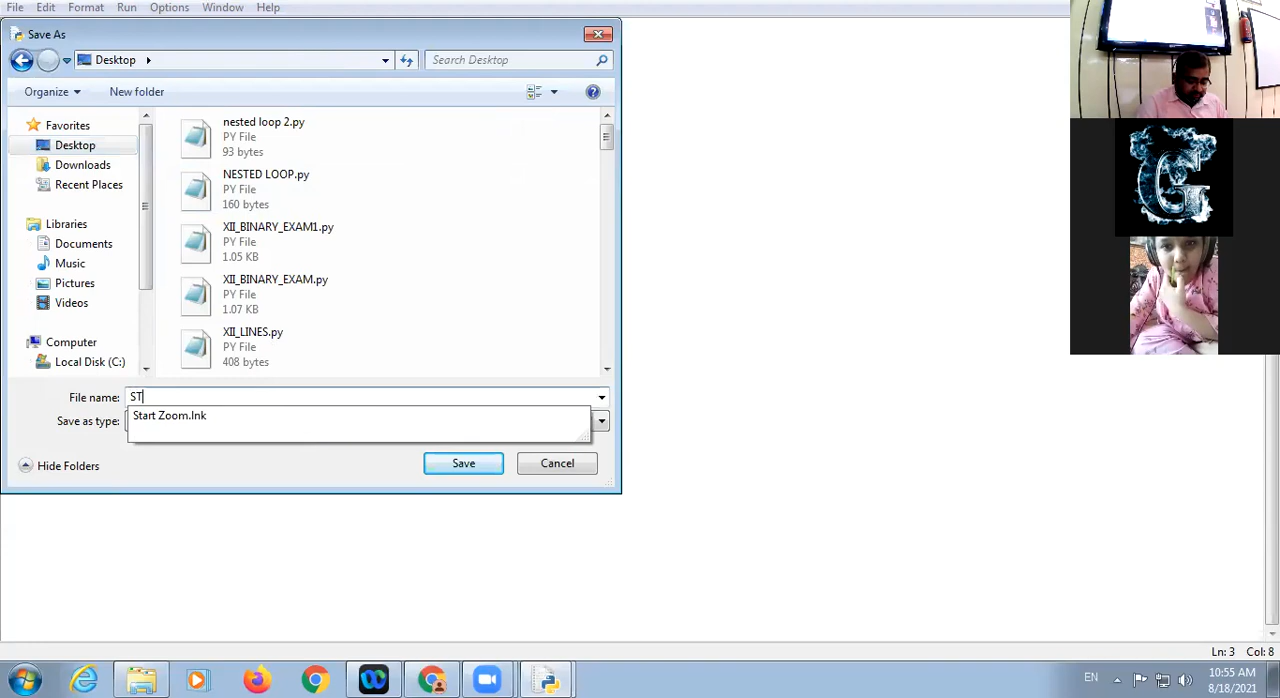 File Edit Format Run Options Window Help
Save As
Desktop
Search Desktop
Organize New folder
Favorites
Desktop
Downloads
Recent Places
Libraries
Documents
Music
Pictures
Videos
Computer
Local Disk (C:)
nested loop 2.py
PY File
93 bytes
NESTED LOOP.py
PY File
160 bytes
XII_BINARY_EXAM1.py
PY File
1.05 KB
XII_BINARY_EXAM.py
PY File
1.07 KB
XII_LINES.py
PY File
408 bytes
File name: ST
Start Zoom.lnk
Save as type:
Hide Folders
Save Cancel
G
Ln: 3 Col: 8
EN
10:55 AM
8/18/2021